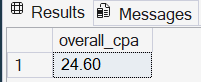 Results Messages
overall_cpa
1 24.60